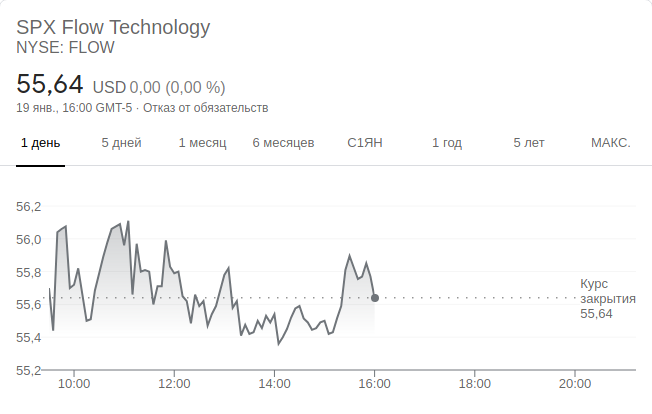 SPX Flow Technology
NYSE: FLOW
55,64 USD 0,00 (0,00 %)
19 янв., 16:00 GMT-5 · Отказ от обязательств
1 день 5 дней 1 месяц 6 месяцев С1ЯН 1 год 5 лет МАКС.
56,2
56,0
55,8
55,6
55,4
55,2
Курс
закрытия
55,64
10:00 12:00 14:00 16:00 18:00 20:00